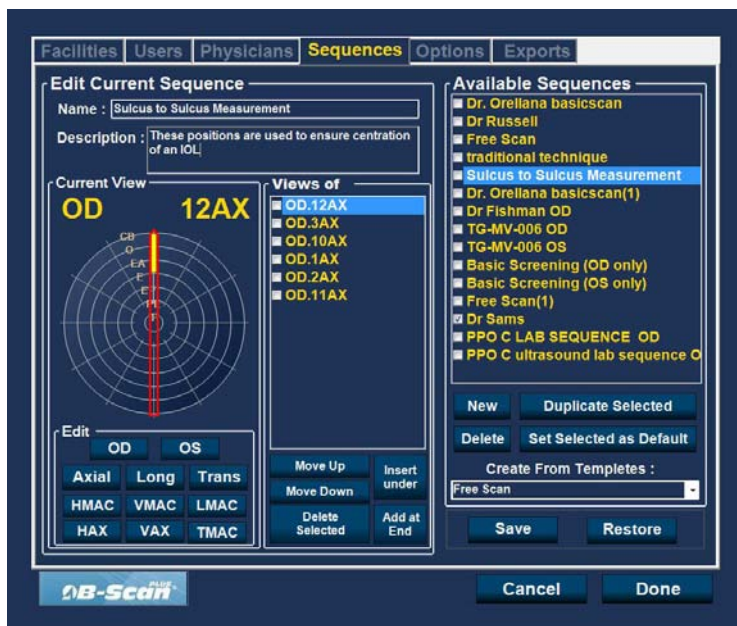 Facilities Users Physicians Sequences Options Exports
Edit Current Sequence
Name : Sulcus to Sulcus Measurement
Description : These positions are used to ensure centration
of an IOL
Current View
OD 12AX
CB
O
EA
E
E
PE
P
Edit
OD OS
Axial Long Trans
HMAC VMAC LMAC
HAX VAX TMAC
Views of
OD.12AX
OD.3AX
OD.10AX
OD.1AX
OD.2AX
OD.11AX
Move Up
Move Down
Delete
Selected
Insert
under
Add at
End
Available Sequences
Dr. Orellana basicscan
Dr Russell
Free Scan
traditional technique
Sulcus to Sulcus Measurement
Dr. Orellana basicscan(1)
Dr Fishman OD
TG-MV-006 OD
TG-MV-006 OS
Basic Screening (OD only)
Basic Screening (OS only)
Free Scan(1)
Dr Sams
PPO C LAB SEQUENCE OD
PPO C ultrasound lab sequence O
New Duplicate Selected
Delete Set Selected as Default
Create From Templetes :
Free Scan
Save Restore
B-Scan PLUS
Cancel Done